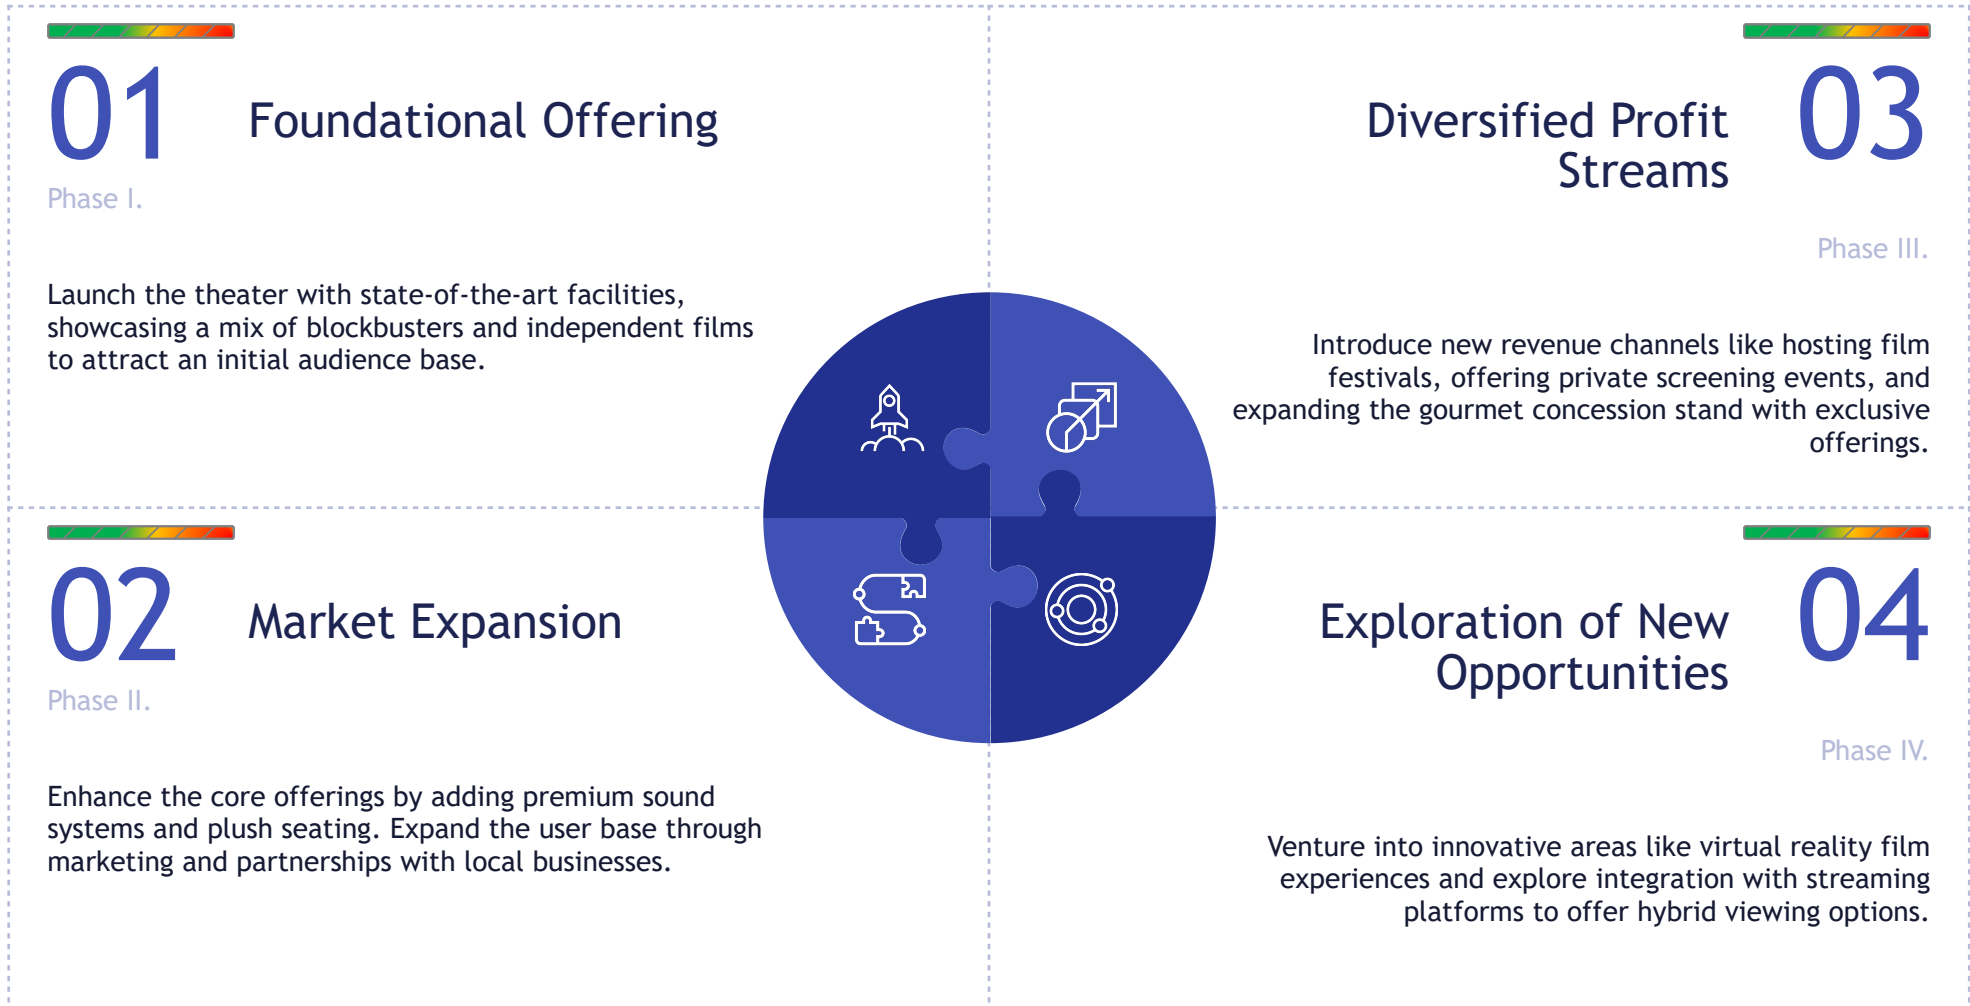 01
Foundational Offering
Phase I.
Launch the theater with state-of-the-art facilities,
showcasing a mix of blockbusters and independent films
to attract an initial audience base.
02
Market Expansion
Phase II.
Enhance the core offerings by adding premium sound
systems and plush seating. Expand the user base through
marketing and partnerships with local businesses.
Diversified Profit
Streams
03
Phase III.
Introduce new revenue channels like hosting film
festivals, offering private screening events, and
expanding the gourmet concession stand with exclusive
offerings.
Exploration of New
Opportunities
04
Phase IV.
Venture into innovative areas like virtual reality film
experiences and explore integration with streaming
platforms to offer hybrid viewing options.